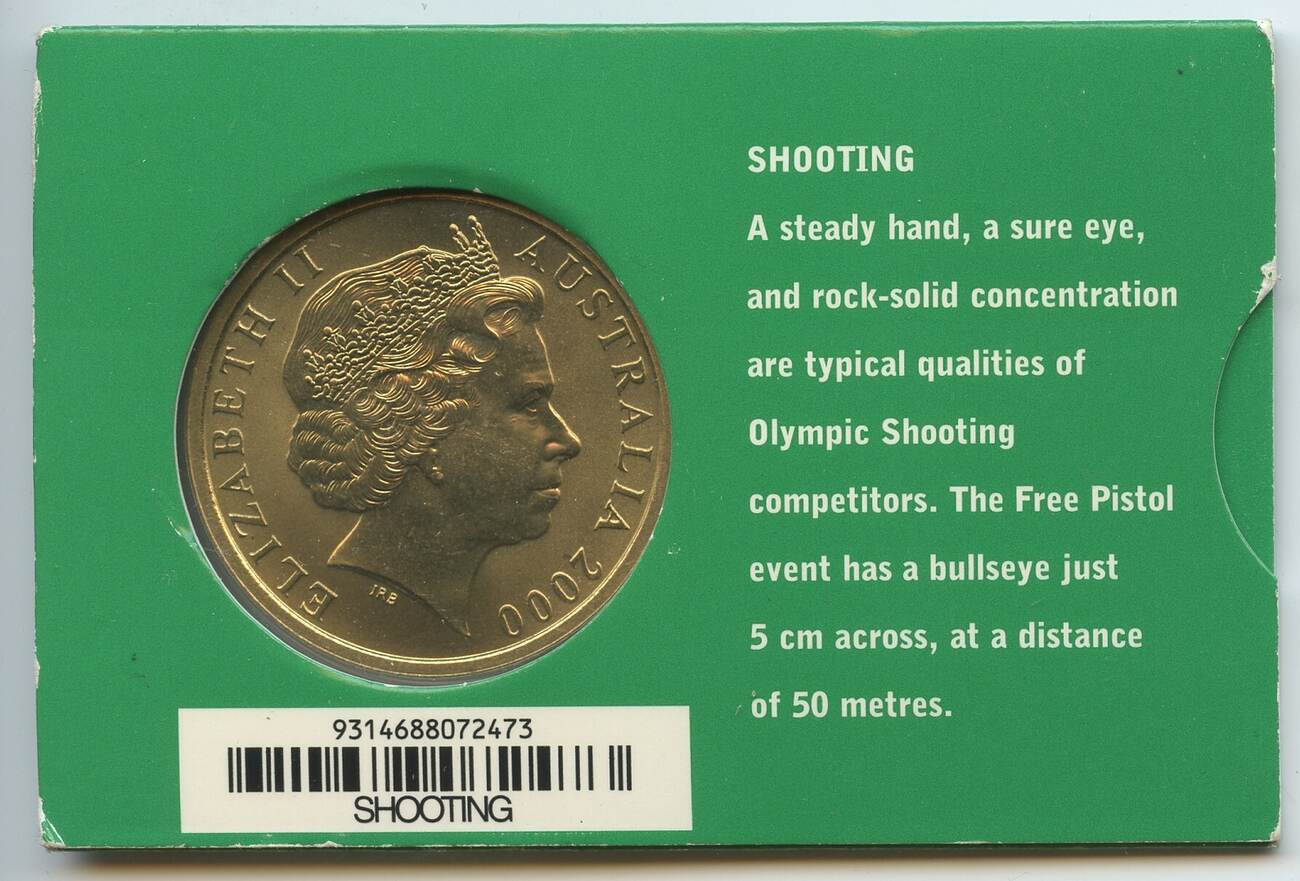 ELIZABETH II AUSTRALIA 2000
IRB
9314688072473
SHOOTING
SHOOTING
A steady hand, a sure eye,
and rock-solid concentration
are typical qualities of
Olympic Shooting
competitors. The Free Pistol
event has a bullseye just
5 cm across, at a distance
of 50 metres.